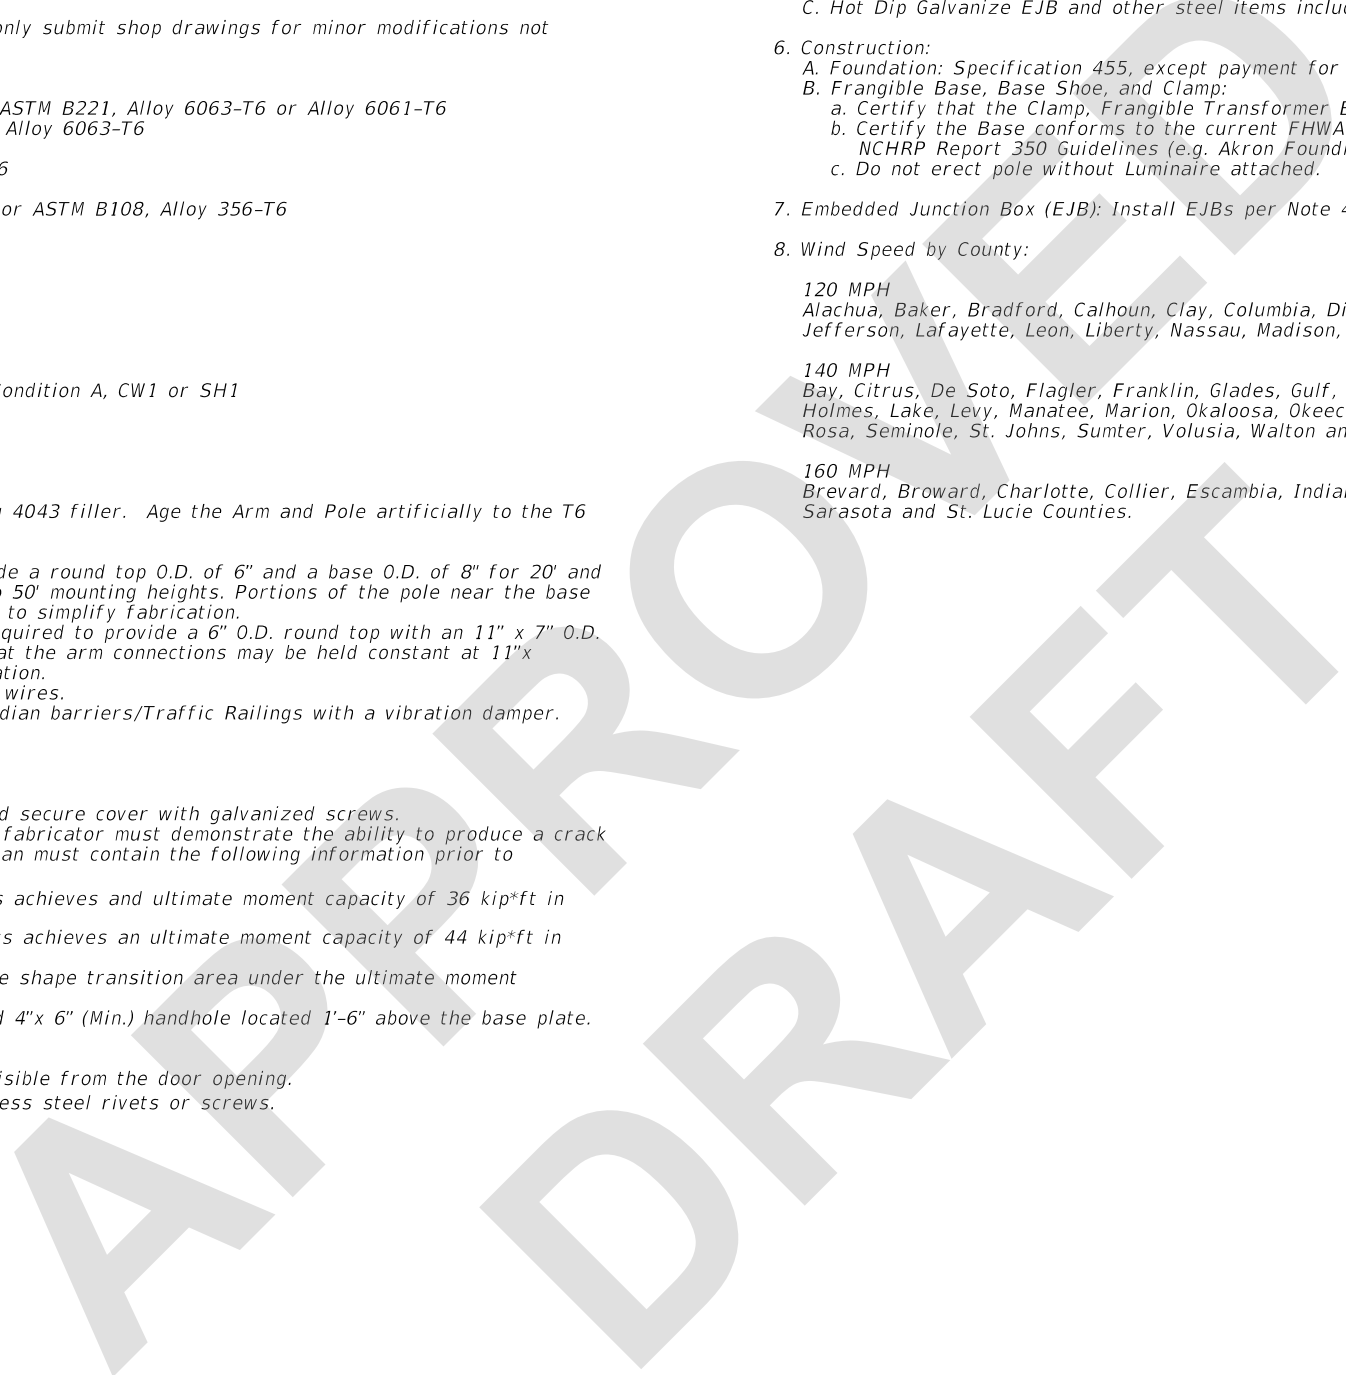 only submit shop drawings for minor modifications not
ASTM B221, Alloy 6063-T6 or Alloy 6061-T6
Alloy 6063-T6
6
or ASTM B108, Alloy 356-T6
Condition A, CW1 or SH1
4043 filler. Age the Arm and Pole artificially to the T6
a round top O.D. of 6" and a base O.D. of 8" for 20' and
50' mounting heights. Portions of the pole near the base
to simplify fabrication.
quired to provide a 6" O.D. round top with an 11" x 7" O.D.
at the arm connections may be held constant at 11"x
ation.
wires.
dian barriers/Traffic Railings with a vibration damper.
d secure cover with galvanized screws.
fabricator must demonstrate the ability to produce a crack
an must contain the following information prior to
s achieves and ultimate moment capacity of 36 kip*ft in
s achieves an ultimate moment capacity of 44 kip*ft in
e shape transition area under the ultimate moment
d 4"x 6" (Min.) handhole located 1'-6" above the base plate.
isible from the door opening.
ess steel rivets or screws.
C. Hot Dip Galvanize EJB and other steel items inclu
6. Construction:
A. Foundation: Specification 455, except payment for
B. Frangible Base, Base Shoe, and Clamp:
a. Certify that the Clamp, Frangible Transformer B
b. Certify the Base conforms to the current FHWA
NCHRP Report 350 Guidelines (e.g. Akron Found
c. Do not erect pole without Luminaire attached.
7. Embedded Junction Box (EJB): Install EJBs per Note 4
8. Wind Speed by County:
120 MPH
Alachua, Baker, Bradford, Calhoun, Clay, Columbia, Di
Jefferson, Lafayette, Leon, Liberty, Nassau, Madison,
140 MPH
Bay, Citrus, De Soto, Flagler, Franklin, Glades, Gulf,
Holmes, Lake, Levy, Manatee, Marion, Okaloosa, Okeec
Rosa, Seminole, St. Johns, Sumter, Volusia, Walton an
160 MPH
Brevard, Broward, Charlotte, Collier, Escambia, India
Sarasota and St. Lucie Counties.
APPROVED
DRAFT